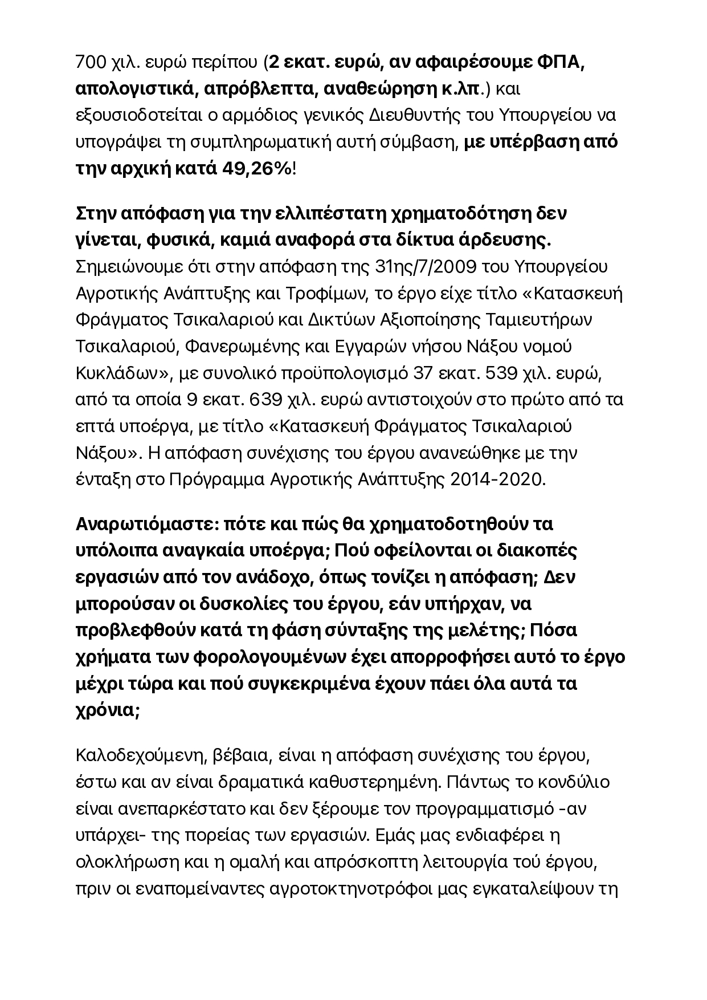 700 χιλ. ευρώ περίπου (2 εκατ. ευρώ, αν αφαιρέσουμε ΦΠΑ,
απολογιστικά, απρόβλεπτα, αναθεώρηση κ.λπ.) και
εξουσιοδοτείται ο αρμόδιος γενικός Διευθυντής του Υπουργείου να
υπογράψει τη συμπληρωματική αυτή σύμβαση, με υπέρβαση από
την αρχική κατά 49,26%!
Στην απόφαση για την ελλιπέστατη χρηματοδότηση δεν
γίνεται, φυσικά, καμιά αναφορά στα δίκτυα άρδευσης.
Σημειώνουμε ότι στην απόφαση της 31ης/7/2009 του Υπουργείου
Αγροτικής Ανάπτυξης και Τροφίμων, το έργο είχε τίτλο «Κατασκευή
Φράγματος Τσικαλαριού και Δικτύων Αξιοποίησης Ταμιευτήρων
Τσικαλαριού, Φανερωμένης και Εγγαρών νήσου Νάξου νομού
Κυκλάδων», με συνολικό προϋπολογισμό 37 εκατ. 539 χιλ. ευρώ,
από τα οποία 9 εκατ. 639 χιλ. ευρώ αντιστοιχούν στο πρώτο από τα
επτά υποέργα, με τίτλο «Κατασκευή Φράγματος Τσικαλαριού
Νάξου». Η απόφαση συνέχισης του έργου ανανεώθηκε με την
ένταξη στο Πρόγραμμα Αγροτικής Ανάπτυξης 2014-2020.
Αναρωτιόμαστε: πότε και πώς θα χρηματοδοτηθούν τα
υπόλοιπα αναγκαία υποέργα; Πού οφείλονται οι διακοπές
εργασιών από τον ανάδοχο, όπως τονίζει η απόφαση; Δεν
μπορούσαν οι δυσκολίες του έργου, εάν υπήρχαν, να
προβλεφθούν κατά τη φάση σύνταξης της μελέτης; Πόσα
χρήματα των φορολογουμένων έχει απορροφήσει αυτό το έργο
μέχρι τώρα και πού συγκεκριμένα έχουν πάει όλα αυτά τα
χρόνια;
Καλοδεχούμενη, βέβαια, είναι η απόφαση συνέχισης του έργου,
έστω και αν είναι δραματικά καθυστερημένη. Πάντως το κονδύλιο
είναι ανεπαρκέστατο και δεν ξέρουμε τον προγραμματισμό -αν
υπάρχει- της πορείας των εργασιών. Εμάς μας ενδιαφέρει η
ολοκλήρωση και η ομαλή και απρόσκοπτη λειτουργία τού έργου,
πριν οι εναπομείναντες αγροτοκτηνοτρόφοι μας εγκαταλείψουν τη